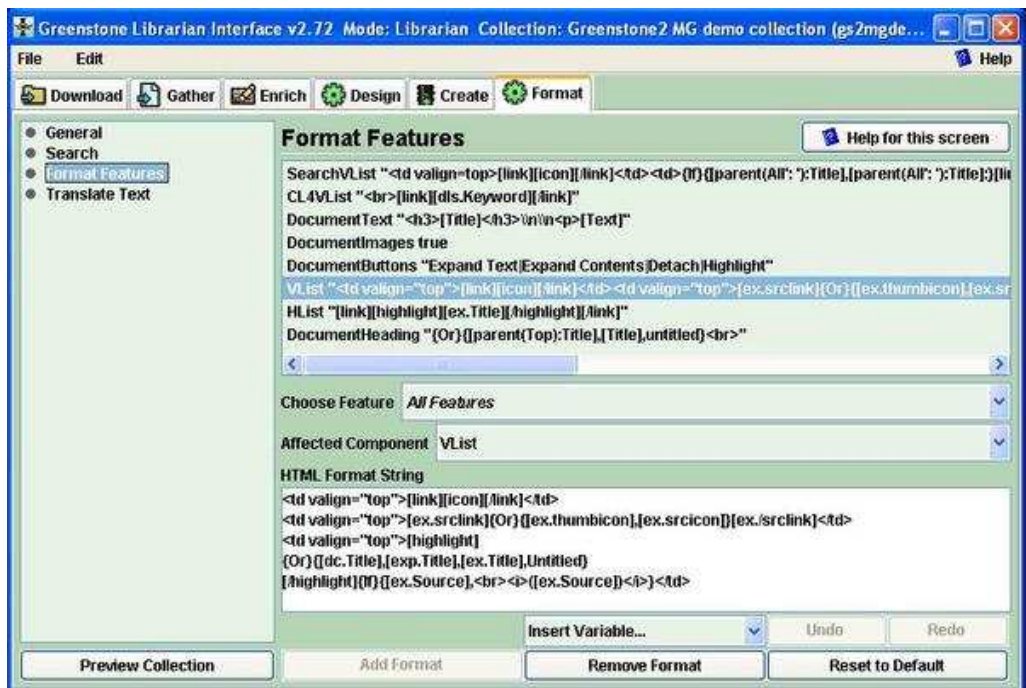 Greenstone Librarian Interface v2.72 Mode: Librarian Collection: Greenstone2 MG demo collection (gs2mgde...
File Edit Help
Download Gather Enrich Design Create Format
General
Search
Format Features
Translate Text
Format Features
Help for this screen
SearchVList "<td valign=top>[link][icon][/link]</td><td>{If}{[parent(All': '):Title],[parent(All': '):Title]:}[lin
CL4VList "<br>[link][dls.Keyword][/link]"
DocumentText "<h3>[Title]</h3>\\n\\n<p>[Text]"
DocumentImages true
DocumentButtons "Expand Text|Expand Contents|Detach|Highlight"
VList "<td valign="top">[link][icon][/link]</td><td valign="top">[ex.srclink]{Or}{[ex.thumbicon],[ex.sr
HList "[link][highlight][ex.Title][/highlight][/link]"
DocumentHeading "{Or}{[parent(Top):Title],[Title],untitled}<br>"
Choose Feature All Features
Affected Component VList
HTML Format String
<td valign="top">[link][icon][/link]</td>
<td valign="top">[ex.srclink]{Or}{[ex.thumbicon],[ex.srcicon]}[ex./srclink]</td>
<td valign="top">[highlight]
{Or}{[dc.Title],[exp.Title],[ex.Title],Untitled}
[/highlight]{If}{[ex.Source],<br><i>([ex.Source])</i>}</td>
Insert Variable... Undo Redo
Preview Collection Add Format Remove Format Reset to Default